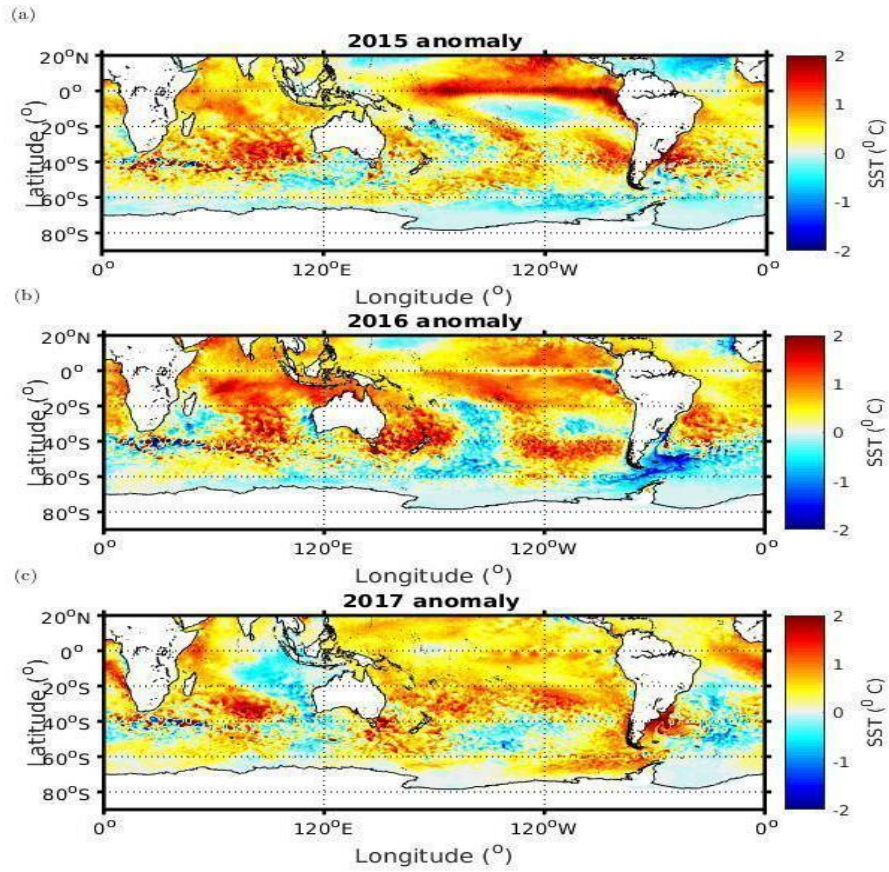 (a)
2015 anomaly
20°N
0°
20°S
40°S
60°S
80°S
Latitude (°)
0°
120°E
120°W
0°
Longitude (°)
2
1
0
-1
-2
SST (⁰ C)
(b)
2016 anomaly
20°N
0°
20°S
40°S
60°S
80°S
Latitude (°)
0°
120°E
120°W
0°
Longitude (°)
2
1
0
-1
-2
SST (⁰ C)
(c)
2017 anomaly
20°N
0°
20°S
40°S
60°S
80°S
Latitude (°)
0°
120°E
120°W
0°
Longitude (°)
2
1
0
-1
-2
SST (⁰ C)